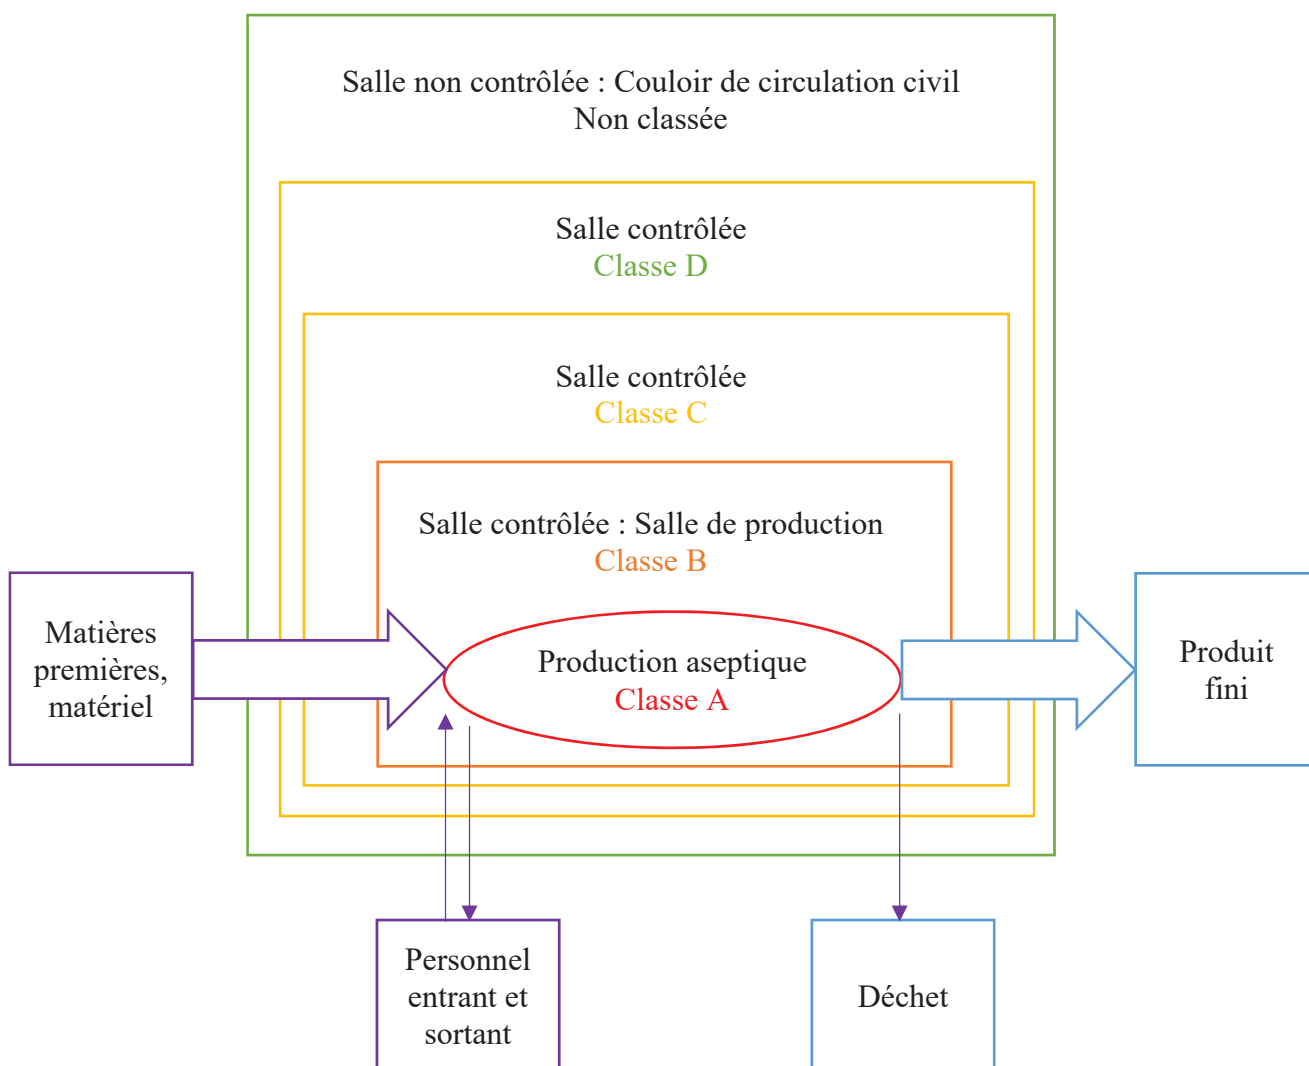 Salle non contrôlée : Couloir de circulation civil
Non classée
Salle contrôlée
Classe D
Salle contrôlée
Classe C
Salle contrôlée : Salle de production
Classe B
Matières
premières,
matériel
Production aseptique
Classe A
Produit
fini
Personnel
entrant et
sortant
Déchet